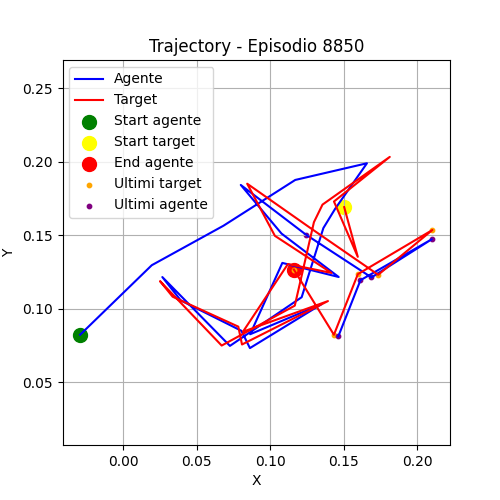 Trajectory - Episodio 8850
Agente
Target
Start agente
Start target
End agente
Ultimi target
Ultimi agente
0.25
0.20
0.15
0.10
0.05
Y
0.00 0.05 0.10 0.15 0.20
X